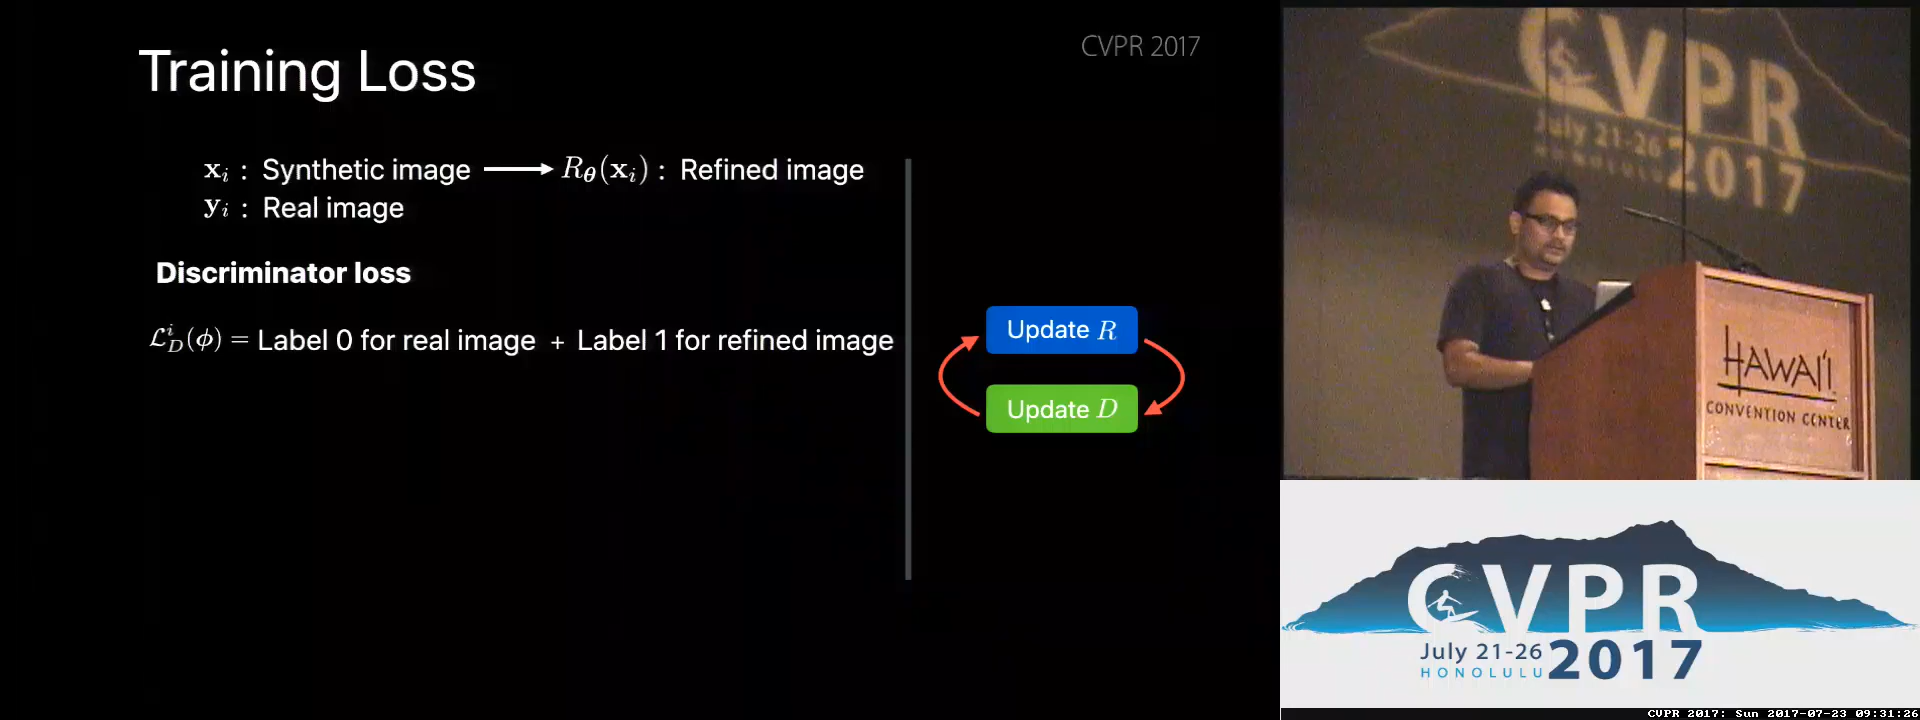 Training Loss
CVPR 2017
𝐱ᵢ : Synthetic image ⟶ R_θ(𝐱ᵢ) : Refined image
𝐲ᵢ : Real image
Discriminator loss
ℒ_D^i(ϕ) = Label 0 for real image + Label 1 for refined image
Update R
Update D
CVPR
July 21-26
HONOLULU
2017
HAWAI'I
CONVENTION CENTER
CVPR
July 21-26
HONOLULU
2017
CVPR 2017: Sun 2017-07-23 09:31:26